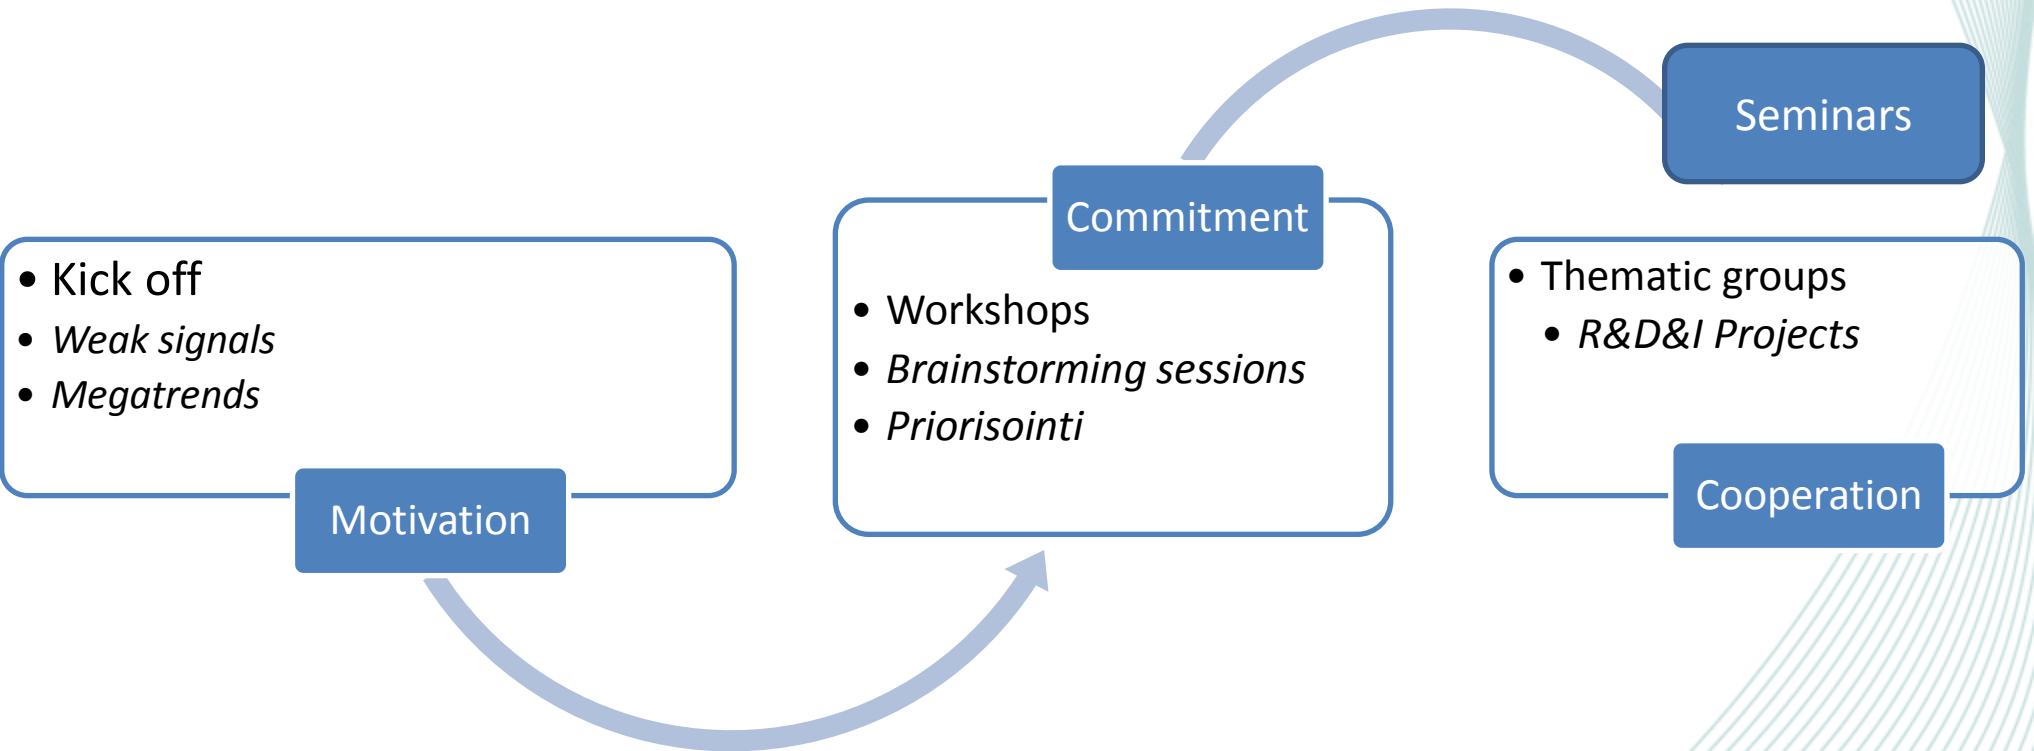 • Kick off
• Weak signals
• Megatrends
Motivation
Commitment
• Workshops
• Brainstorming sessions
• Priorisointi
Seminars
• Thematic groups
• R&D&I Projects
Cooperation